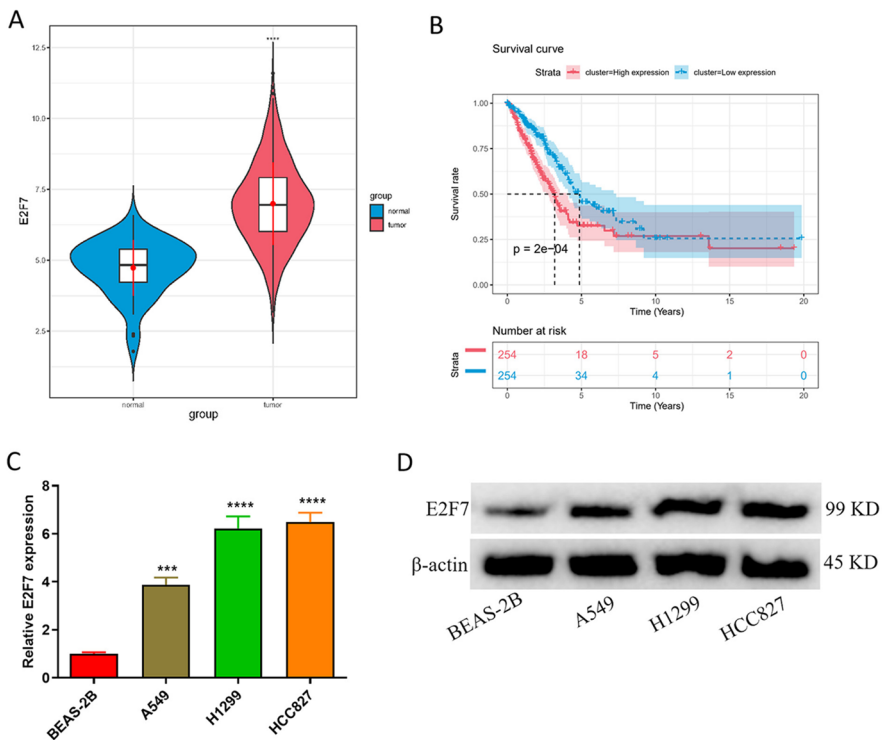 A
E2F7
12.5
10.0
7.5
5.0
2.5
****
normal
tumor
group
group
normal
tumor
B
Survival curve
Strata
cluster=High expression
cluster=Low expression
Survival rate
1.00
0.75
0.50
0.25
0.00
p = 2e−04
0
5
10
15
20
Time (Years)
Number at risk
Strata
254 18 5 2 0
254 34 4 1 0
0
5
10
15
20
Time (Years)
C
Relative E2F7 expression
8
6
4
2
0
***
****
****
BEAS-2B
A549
H1299
HCC827
D
E2F7
99 KD
β-actin
45 KD
BEAS-2B
A549
H1299
HCC827